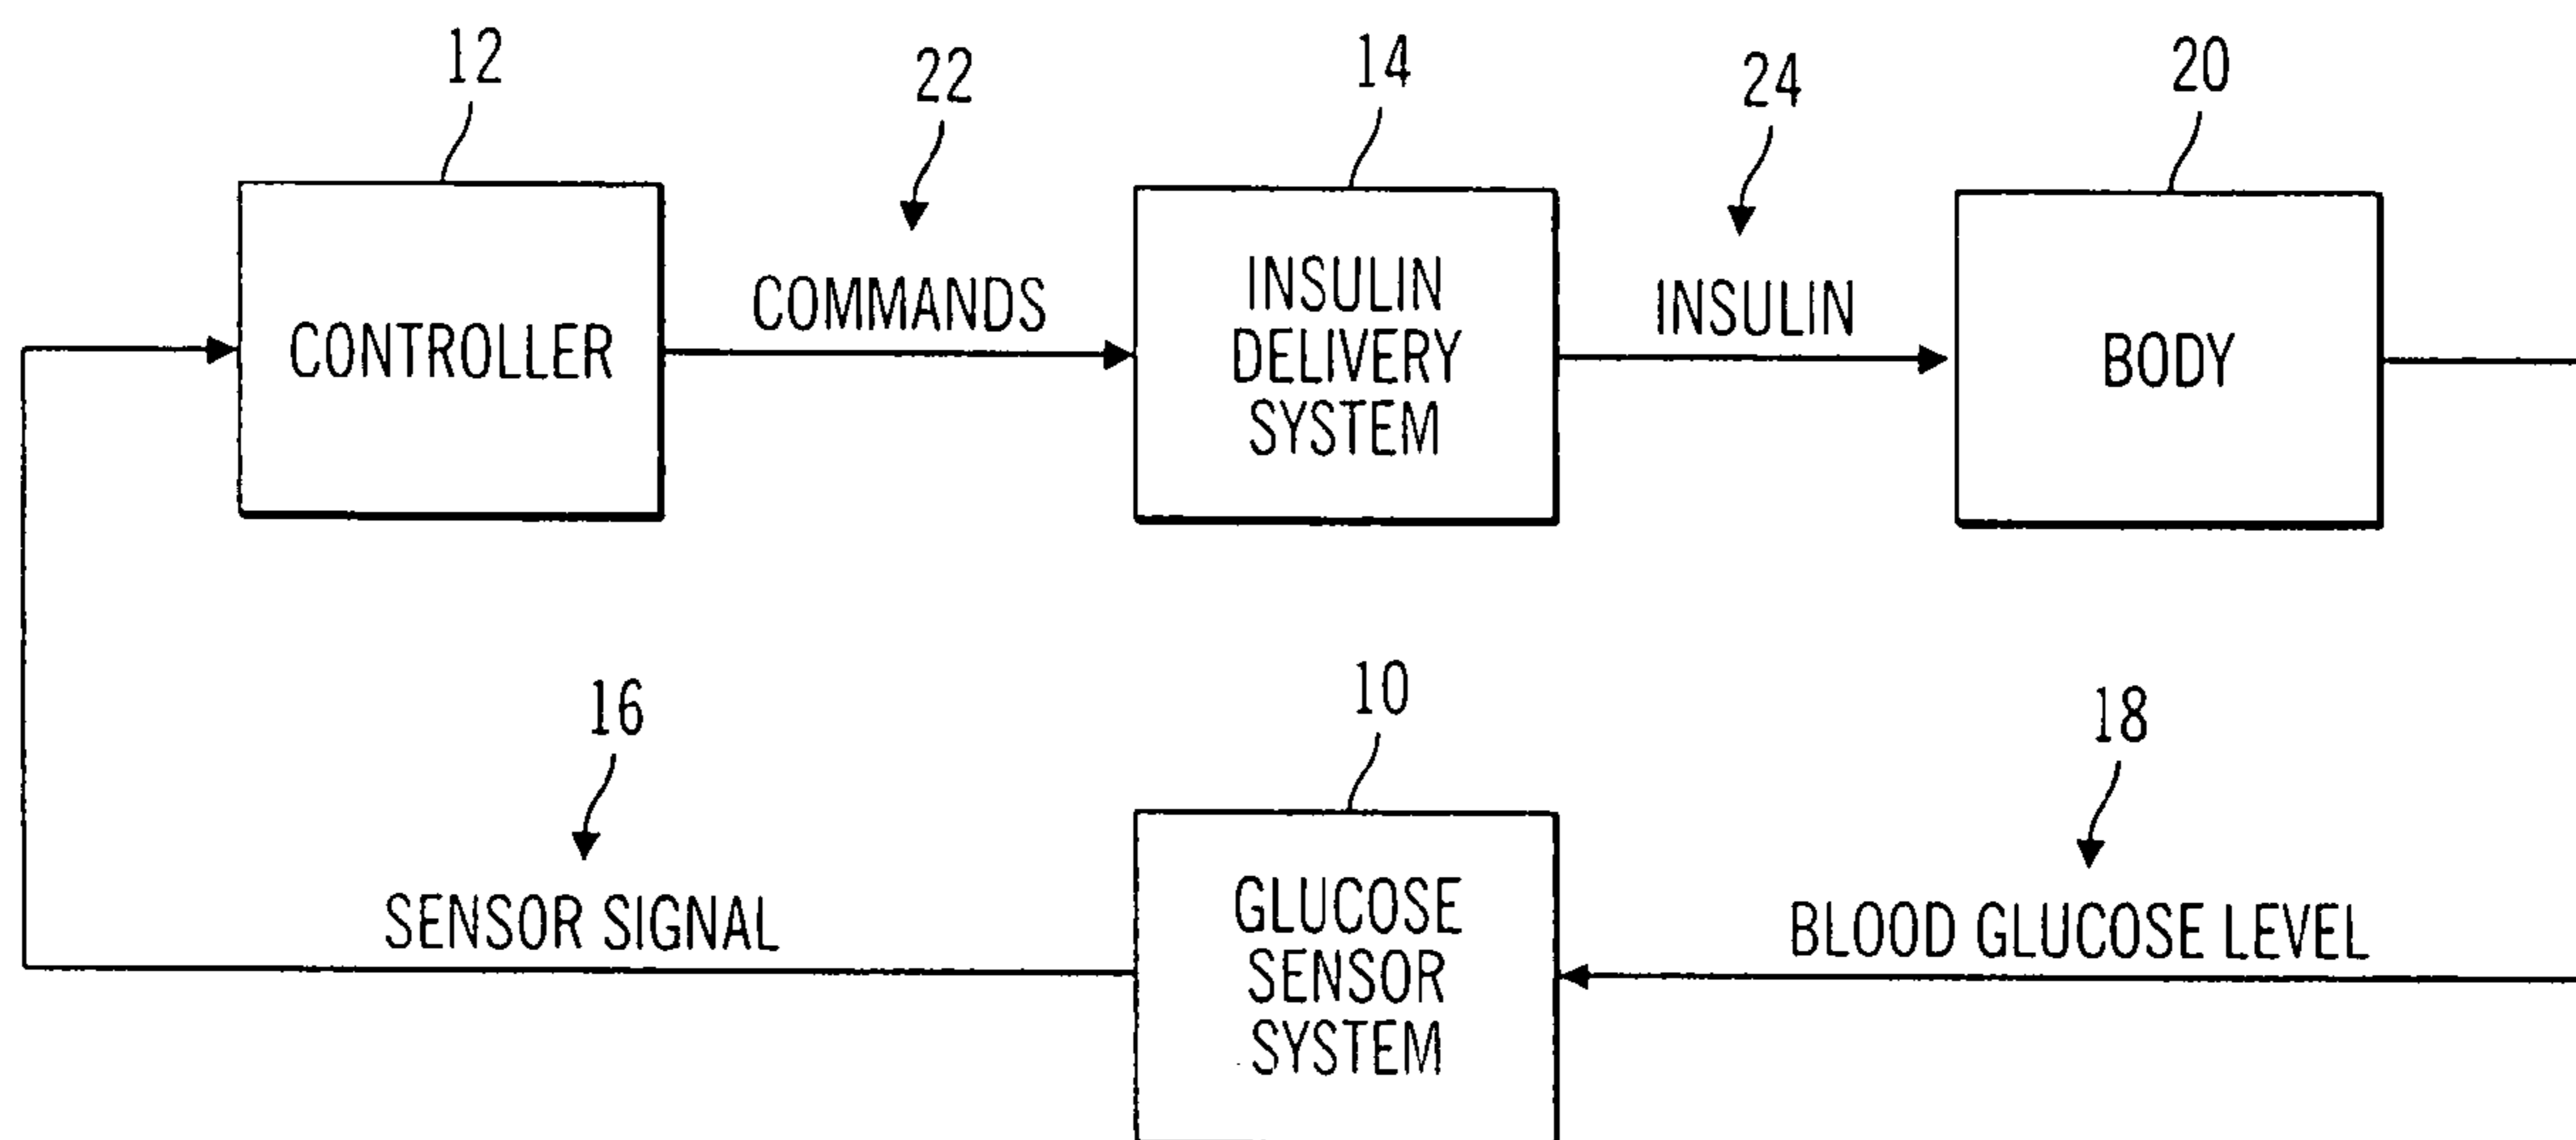 12
22
14
24
20
CONTROLLER
COMMANDS
INSULIN
DELIVERY
SYSTEM
INSULIN
BODY
16
10
18
SENSOR SIGNAL
GLUCOSE
SENSOR
SYSTEM
BLOOD GLUCOSE LEVEL